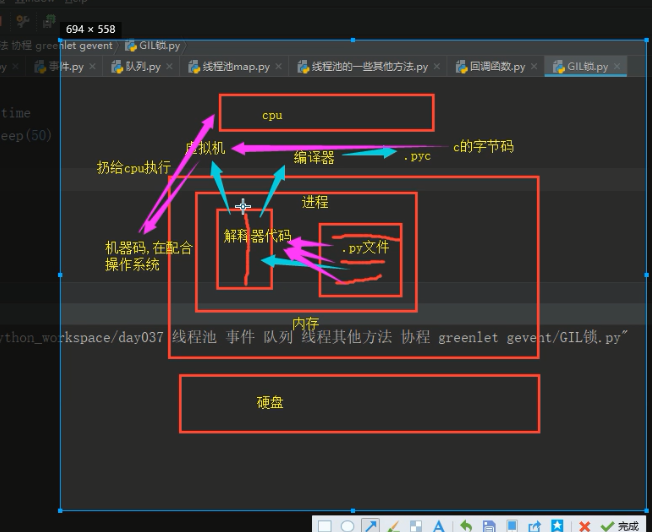 694 × 558
法 协程 greenlet gevent
GIL锁.py
事件.py
队列.py
线程池map.py
线程池的一些其他方法.py
回调函数.py
GIL锁.py
time
eep(50)
cpu
虚拟机
编译器
.pyc
c的字节码
扔给cpu执行
进程
解释器代码
.py文件
机器码,在配合
操作系统
内存
ython_workspace/day037 线程池 事件 队列 线程其他方法 协程 greenlet gevent/GIL锁.py"
硬盘
完成